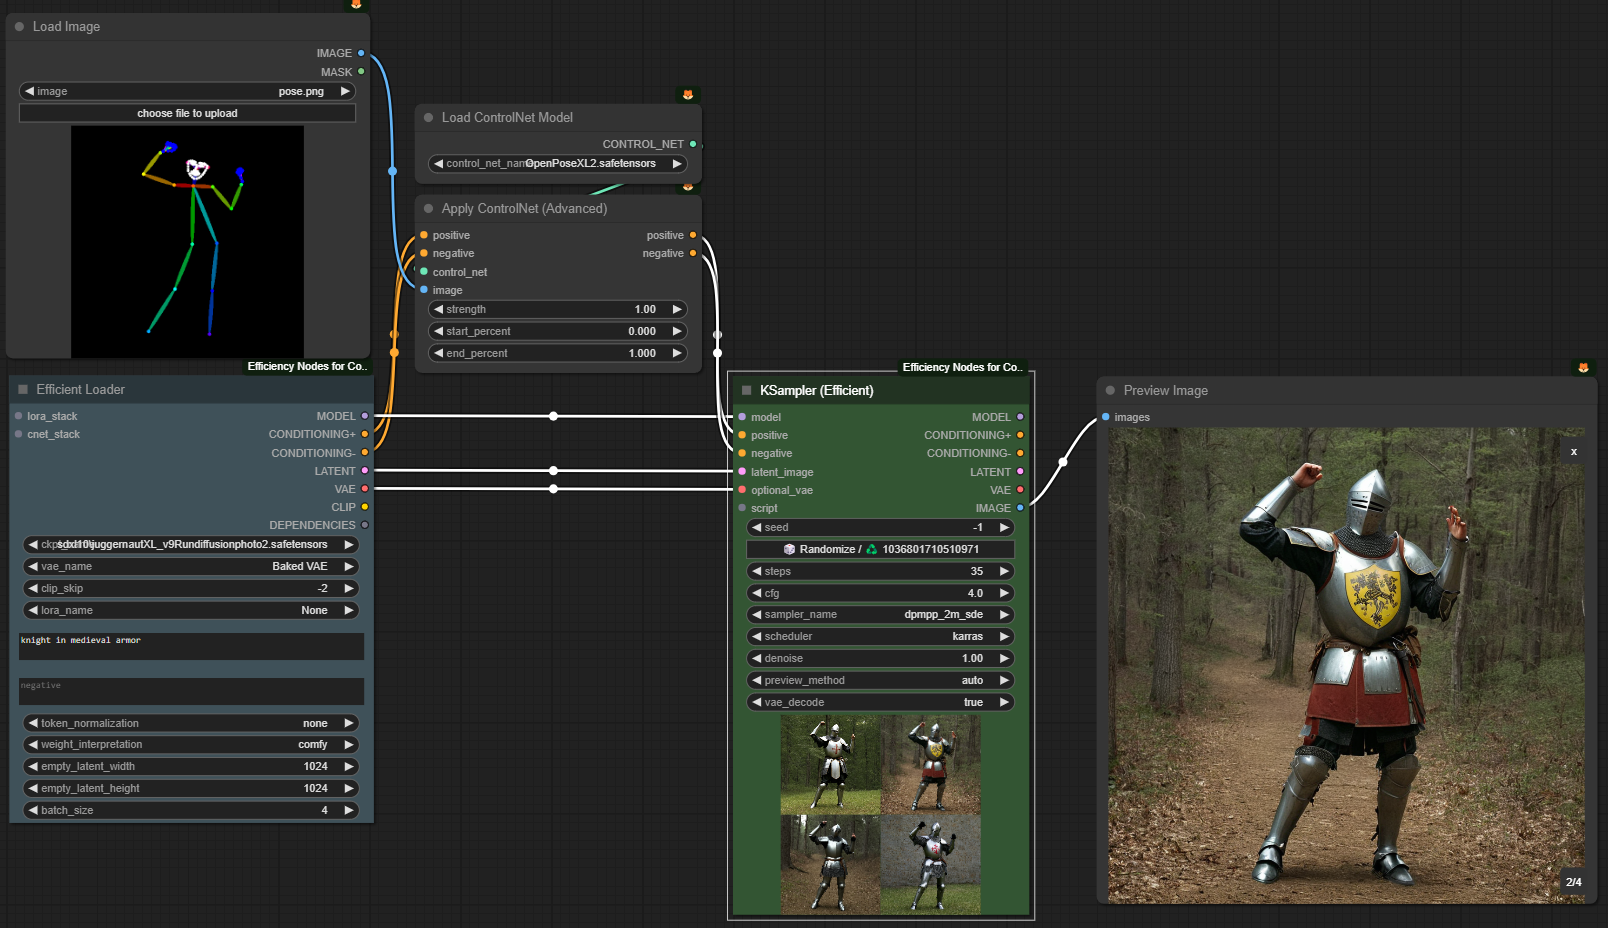 Load Image
IMAGE
MASK
image pose.png
choose file to upload
Load ControlNet Model
CONTROL_NET
control_net_nam OpenPoseXL2.safetensors
Apply ControlNet (Advanced)
positive positive
negative negative
control_net
image
strength 1.00
start_percent 0.000
end_percent 1.000
Efficiency Nodes for Co..
Efficient Loader
lora_stack MODEL
cnet_stack CONDITIONING+
CONDITIONING-
LATENT
VAE
CLIP
DEPENDENCIES
sdxl10\juggernautXL_v9Rundiffusionphoto2.safetensors
vae_name Baked VAE
clip_skip -2
lora_name None
knight in medieval armor
negative
token_normalization none
weight_interpretation comfy
empty_latent_width 1024
empty_latent_height 1024
batch_size 4
Efficiency Nodes for Co..
KSampler (Efficient)
model MODEL
positive CONDITIONING+
negative CONDITIONING-
latent_image LATENT
optional_vae VAE
script IMAGE
seed -1
Randomize / 1036801710510971
steps 35
cfg 4.0
sampler_name dpmpp_2m_sde
scheduler karras
denoise 1.00
preview_method auto
vae_decode true
Preview Image
images
x
2/4